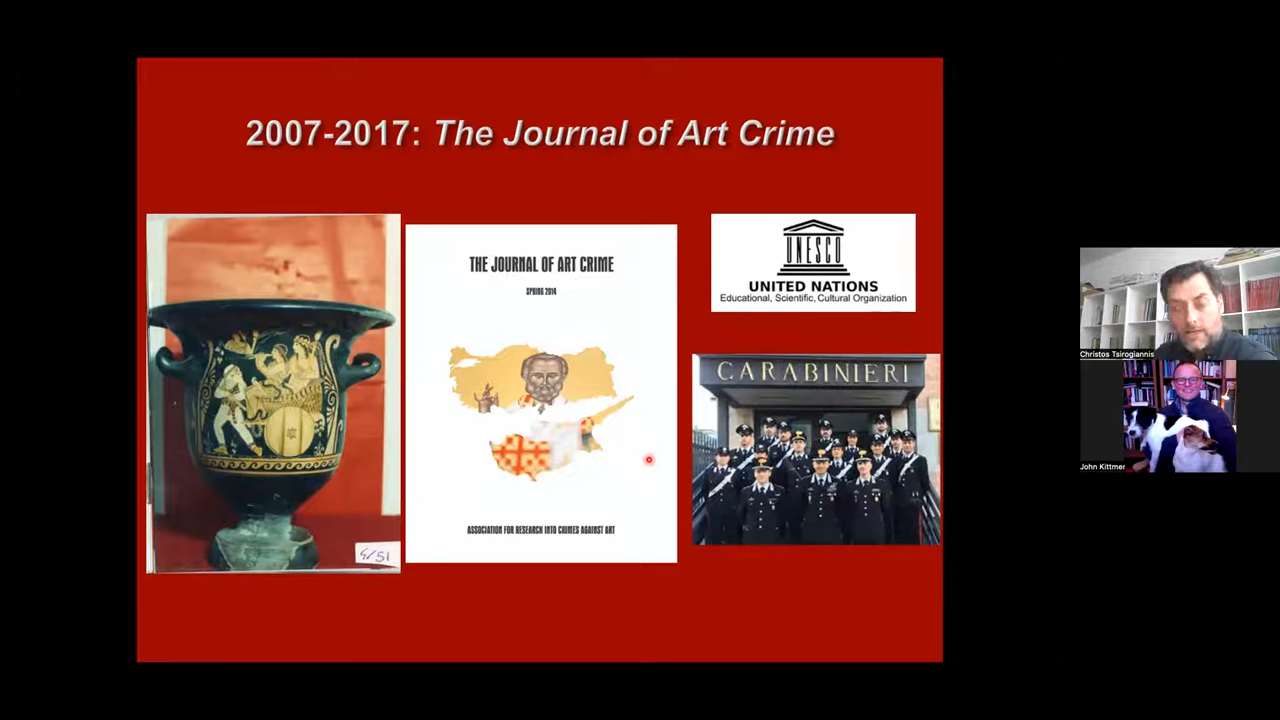 2007-2017: The Journal of Art Crime
THE JOURNAL OF ART CRIME
SPRING 2014
ASSOCIATION FOR RESEARCH INTO CRIMES AGAINST ART
UNESCO
UNITED NATIONS
Educational, Scientific, Cultural Organization
CARABINIERI
Christos Tsirogiannis
John Kittmer